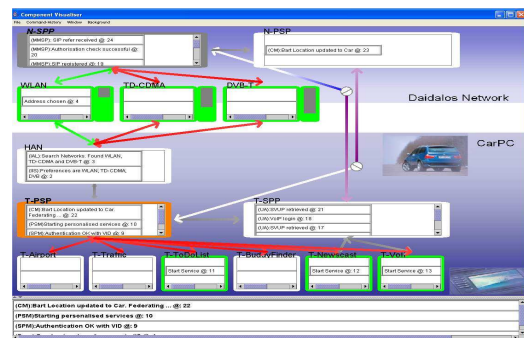 Component Visualiser
File Command-History Window Background
N-SPP
N-PSP
(MMSP): SIP refer received @: 24
(MMSP):Authorisation check successful @:
20
(MMSP):SIP registered @: 19
(CM):Bart Location updated to Car @: 23
WLAN
TD-CDMA
DVB-T
Address chosen @: 4
Daidalos Network
CarPC
HAN
(IAL):Search Networks: Found WLAN,
TD-CDMA and DVB-T @: 3
(IIS):Preferences are WLAN, TD-CDMA,
DVB @: 2
T-PSP
T-SPP
(CM):Bart Location updated to Car.
Federating ... @: 22
(PSM)Starting personalised services @: 10
(SPM):Authentication OK with VID @: 9
(UA):SVUP retrieved @: 21
(UA):VoIP login @: 18
(UA):SVUP retrieved @: 17
T-Airport
T-Traffic
T-ToDoList
T-BuddyFinder
T-Newscast
T-VoIP
Start Service @: 11
Start Service @: 12
Start Service @: 13
(CM):Bart Location updated to Car. Federating ... @: 22
(PSM)Starting personalised services @: 10
(SPM):Authentication OK with VID @: 9